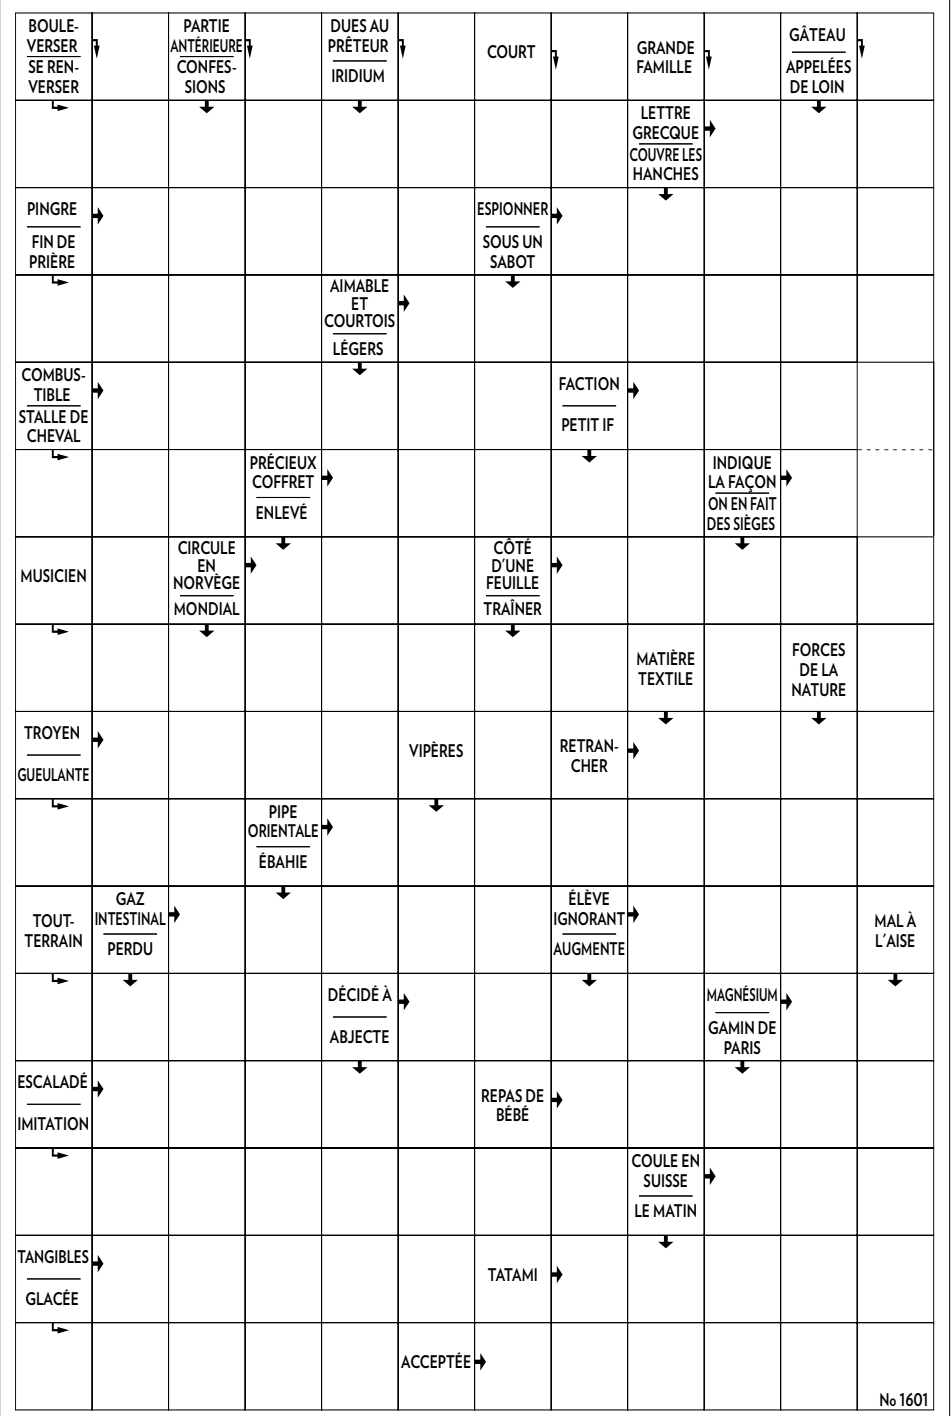 BOULE-
VERSER
SE REN-
VERSER
PARTIE
ANTÉRIEURE
CONFES-
SIONS
DUES AU
PRÊTEUR
IRIDIUM
COURT
GRANDE
FAMILLE
GÂTEAU
APPELÉES
DE LOIN
LETTRE
GRECQUE
COUVRE LES
HANCHES
PINGRE
FIN DE
PRIÈRE
ESPIONNER
SOUS UN
SABOT
AIMABLE
ET
COURTOIS
LÉGERS
COMBUS-
TIBLE
STALLE DE
CHEVAL
FACTION
PETIT IF
PRÉCIEUX
COFFRET
ENLEVÉ
INDIQUE
LA FAÇON
ON EN FAIT
DES SIÈGES
MUSICIEN
CIRCULE
EN
NORVÈGE
MONDIAL
CÔTÉ
D'UNE
FEUILLE
TRAÎNER
MATIÈRE
TEXTILE
FORCES
DE LA
NATURE
TROYEN
GUEULANTE
VIPÈRES
RETRAN-
CHER
PIPE
ORIENTALE
ÉBAHIE
TOUT-
TERRAIN
GAZ
INTESTINAL
PERDU
ÉLÈVE
IGNORANT
AUGMENTE
MAL À
L'AISE
DÉCIDÉ À
ABJECTE
MAGNÉSIUM
GAMIN DE
PARIS
ESCALADÉ
IMITATION
REPAS DE
BÉBÉ
COULE EN
SUISSE
LE MATIN
TANGIBLES
GLACÉE
TATAMI
ACCEPTÉE
No 1601